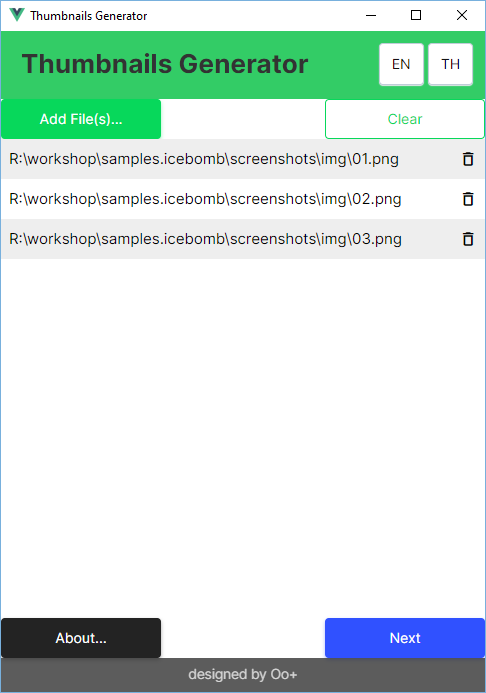 Thumbnails Generator
Thumbnails Generator EN TH
Add File(s)... Clear
R:\workshop\samples.icebomb\screenshots\img\01.png
R:\workshop\samples.icebomb\screenshots\img\02.png
R:\workshop\samples.icebomb\screenshots\img\03.png
About... Next
designed by Oo+